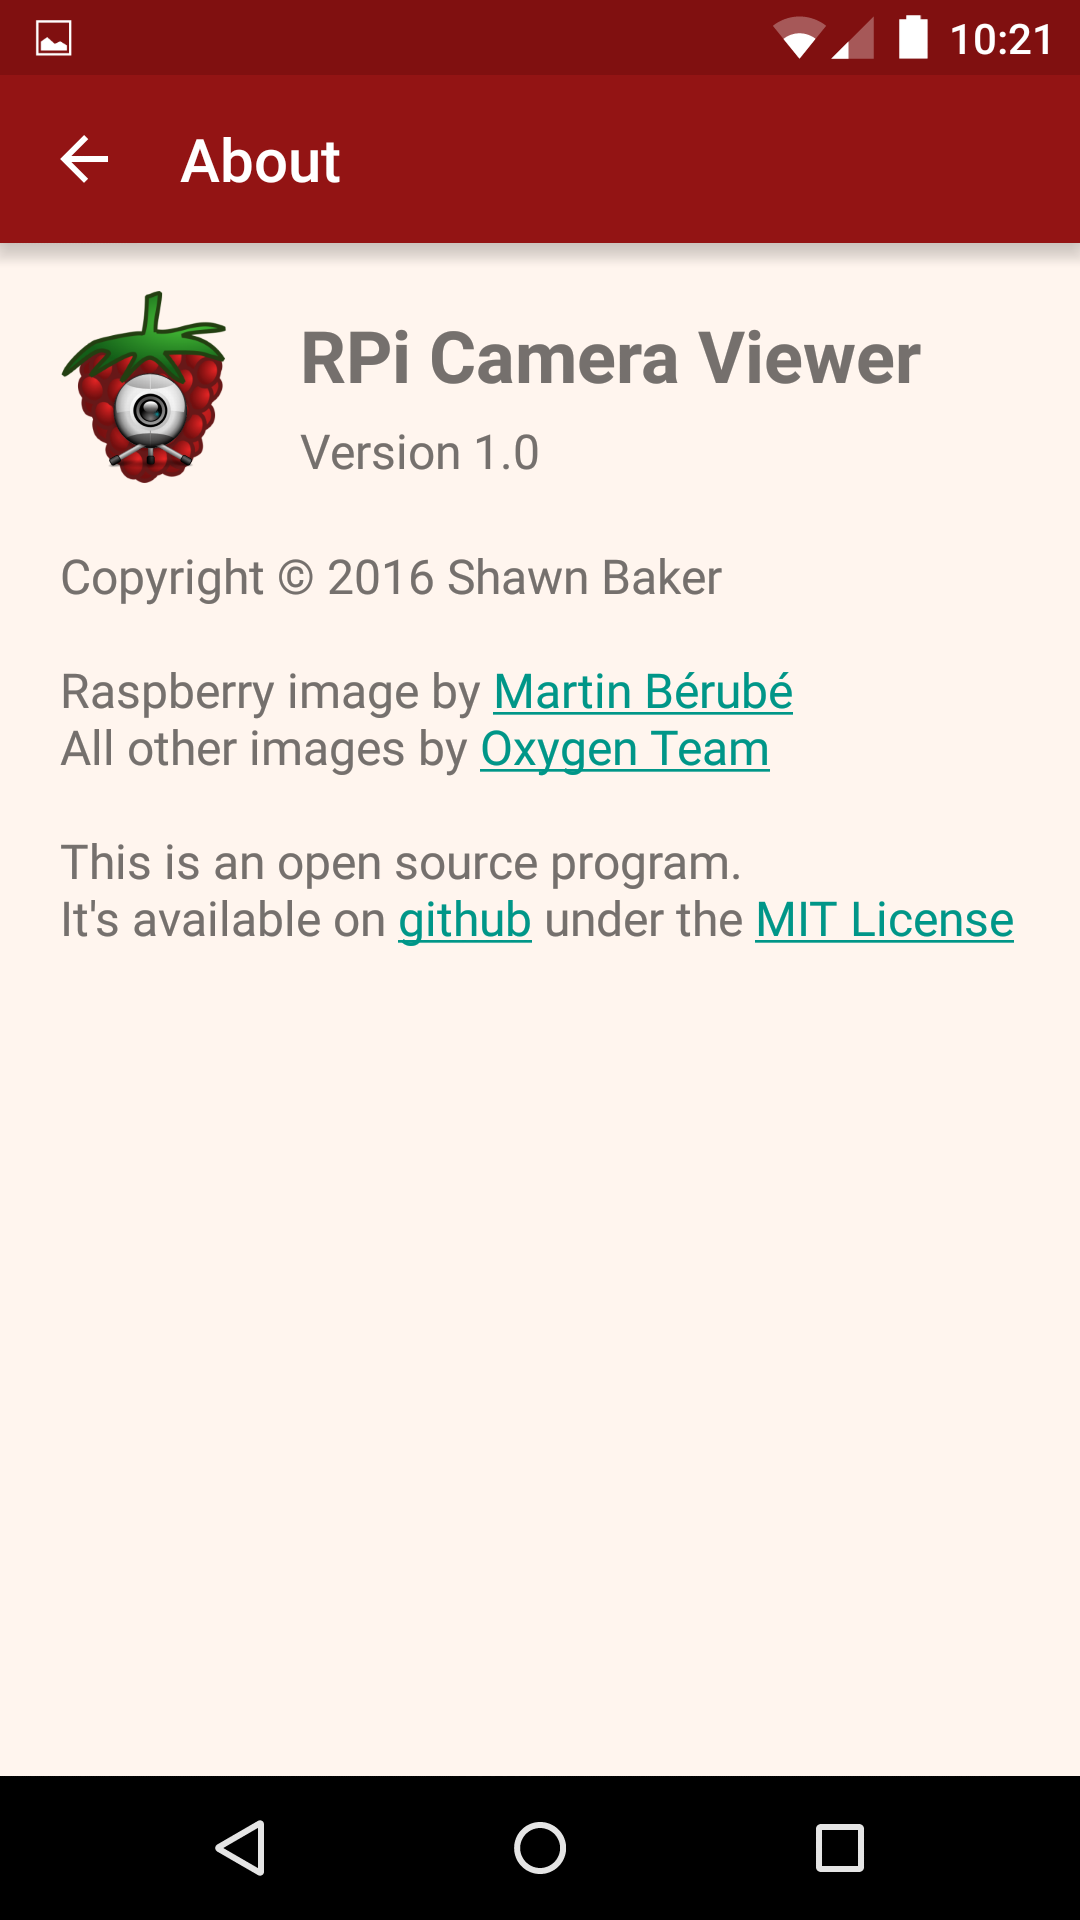 10:21
About
RPi Camera Viewer
Version 1.0
Copyright © 2016 Shawn Baker
Raspberry image by Martin Bérubé
All other images by Oxygen Team
This is an open source program.
It's available on github under the MIT License